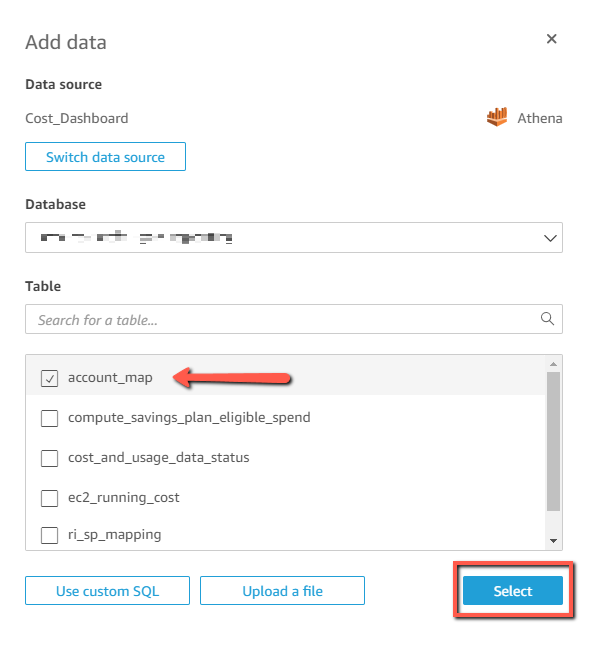 Add data
Data source
Cost_Dashboard Athena
Switch data source
Database
Table
Search for a table...
account_map
compute_savings_plan_eligible_spend
cost_and_usage_data_status
ec2_running_cost
ri_sp_mapping
Use custom SQL Upload a file Select